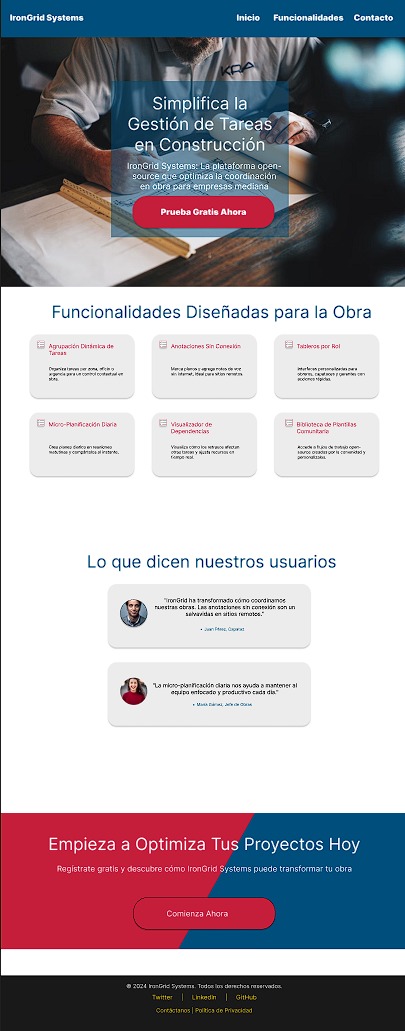 IronGrid Systems
Inicio Funcionalidades Contacto
KRA
Simplifica la
Gestión de Tareas
en Construcción
IronGrid Systems: La plataforma open-
source que optimiza la coordinación
en obra para empresas mediana
Prueba Gratis Ahora
Funcionalidades Diseñadas para la Obra
Agrupación Dinámica de
Tareas
Organiza tareas por zona, oficio o
urgencia para un control contextual en
obra.
Anotaciones Sin Conexión
Marca planos y agrega notas de voz
sin internet, ideal para sitios remotos.
Tableros por Rol
Interfaces personalizadas para
obreros, capataces y gerentes con
acciones rápidas.
Micro-Planificación Diaria
Crea planes diarios en reuniones
matutinas y compártelos al instante.
Visualizador de
Dependencias
Visualiza cómo los retrasos afectan
otras tareas y ajusta recursos en
tiempo real.
Biblioteca de Plantillas
Comunitaria
Accede a flujos de trabajo open-
source creados por la comunidad y
personalízalos.
Lo que dicen nuestros usuarios
"IronGrid ha transformado cómo coordinamos
nuestras obras. Las anotaciones sin conexión son un
salvavidas en sitios remotos."
• Juan Pérez, Capataz
"La micro-planificación diaria nos ayuda a mantener al
equipo enfocado y productivo cada día."
• María Gómez, Jefe de Obras
Empieza a Optimiza Tus Proyectos Hoy
Regístrate gratis y descubre cómo IronGrid Systems puede transformar tu obra
Comienza Ahora
© 2024 IronGrid Systems. Todos los derechos reservados.
Twitter | LinkedIn | GitHub
Contáctanos | Política de Privacidad